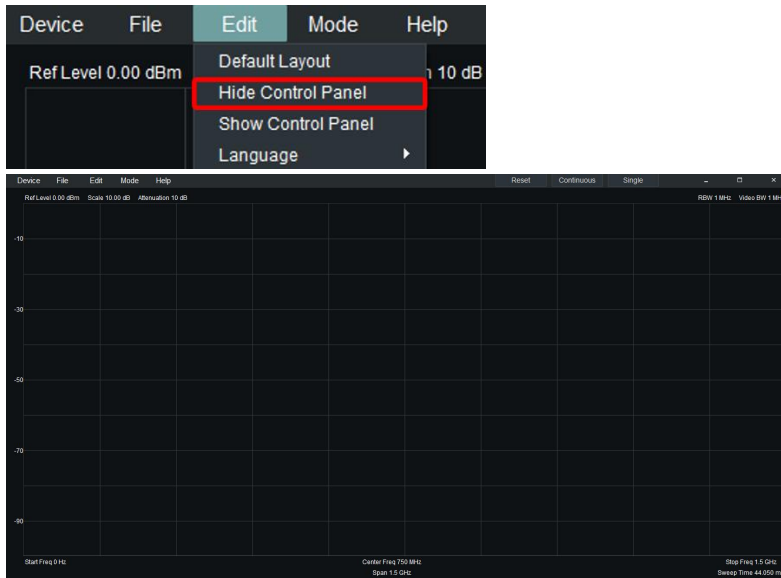 Device File Edit Mode Help
Ref Level 0.00 dBm
Default Layout
10 dB
Hide Control Panel
Show Control Panel
Language
Device File Edit Mode Help Reset Continuous Single
Ref Level 0.00 dBm Scale 10.00 dB Attenuation 10 dB RBW 1 MHz Video BW 1 MH
-10
-30
-50
-70
-90
Start Freq 0 Hz Center Freq 750 MHz Stop Freq 1.5 GHz
Span 1.5 GHz Sweep Time 44.050 m